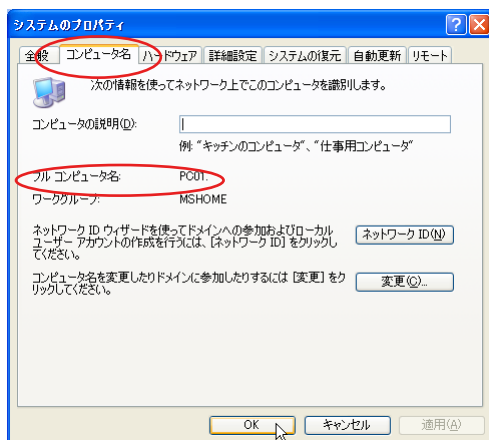 システムのプロパティ
全般 コンピュータ名 ハードウェア 詳細設定 システムの復元 自動更新 リモート
次の情報を使ってネットワーク上でこのコンピュータを識別します。
コンピュータの説明(D):
例: "キッチンのコンピュータ"、"仕事用コンピュータ"
フル コンピュータ名: PC01.
ワークグループ: MSHOME
ネットワーク ID ウィザードを使ってドメインへの参加およびローカル
ユーザー アカウントの作成を行うには、[ネットワーク ID] をクリックし
てください。
ネットワーク ID(N)
コンピュータ名を変更したりドメインに参加したりするには [変更] をク
リックしてください。
変更(C)...
OK キャンセル 適用(A)